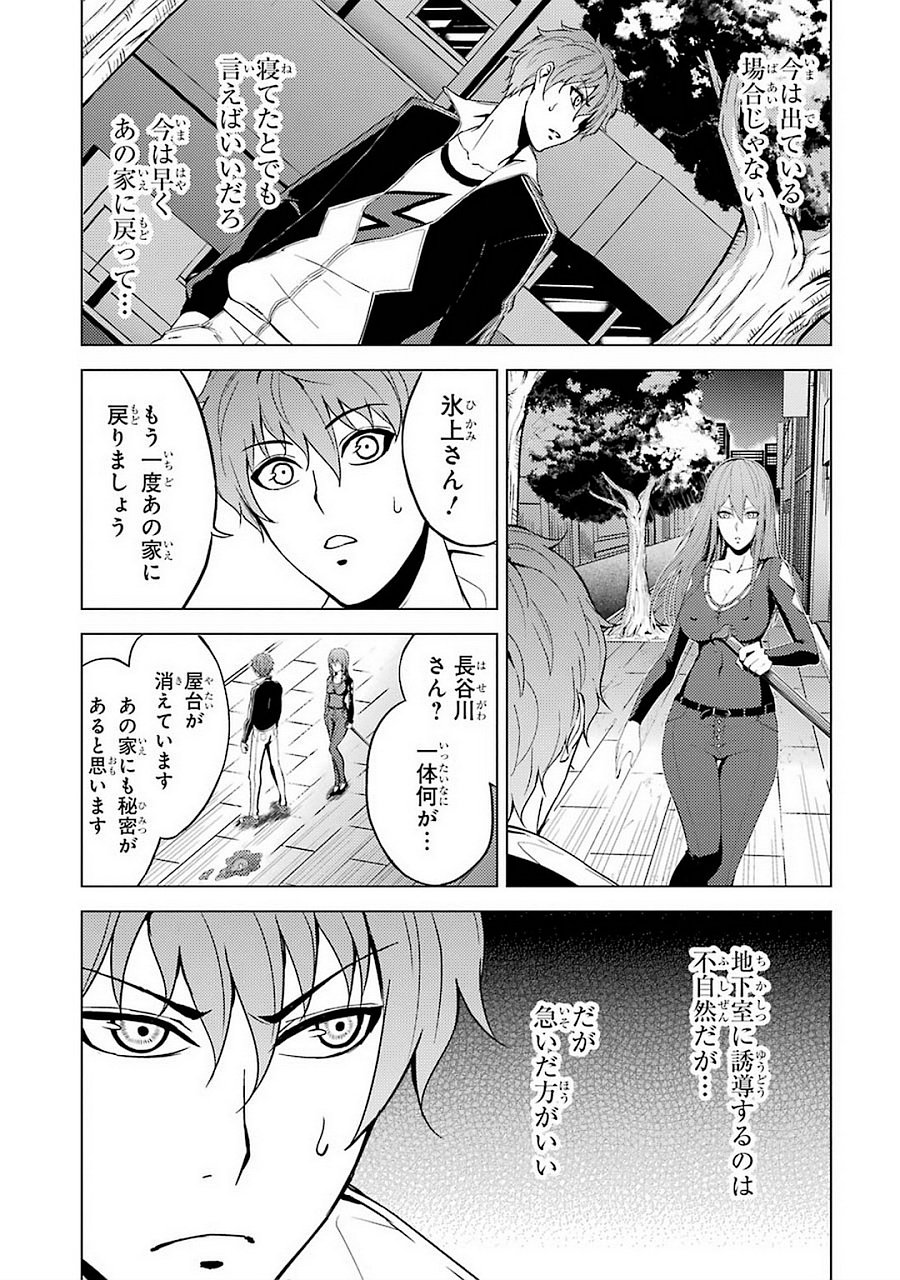 今は出ている
場合じゃない
寝てたとでも
言えばいいだろ
今は早く
あの家に戻って…
氷上さん!
もう一度あの家に
戻りましょう
長谷川
さん?
一体何が…
屋台が
消えています
あの家にも秘密が
あると思います
地下室に誘導するのは
不自然だが…
だが
急いだ方がいい